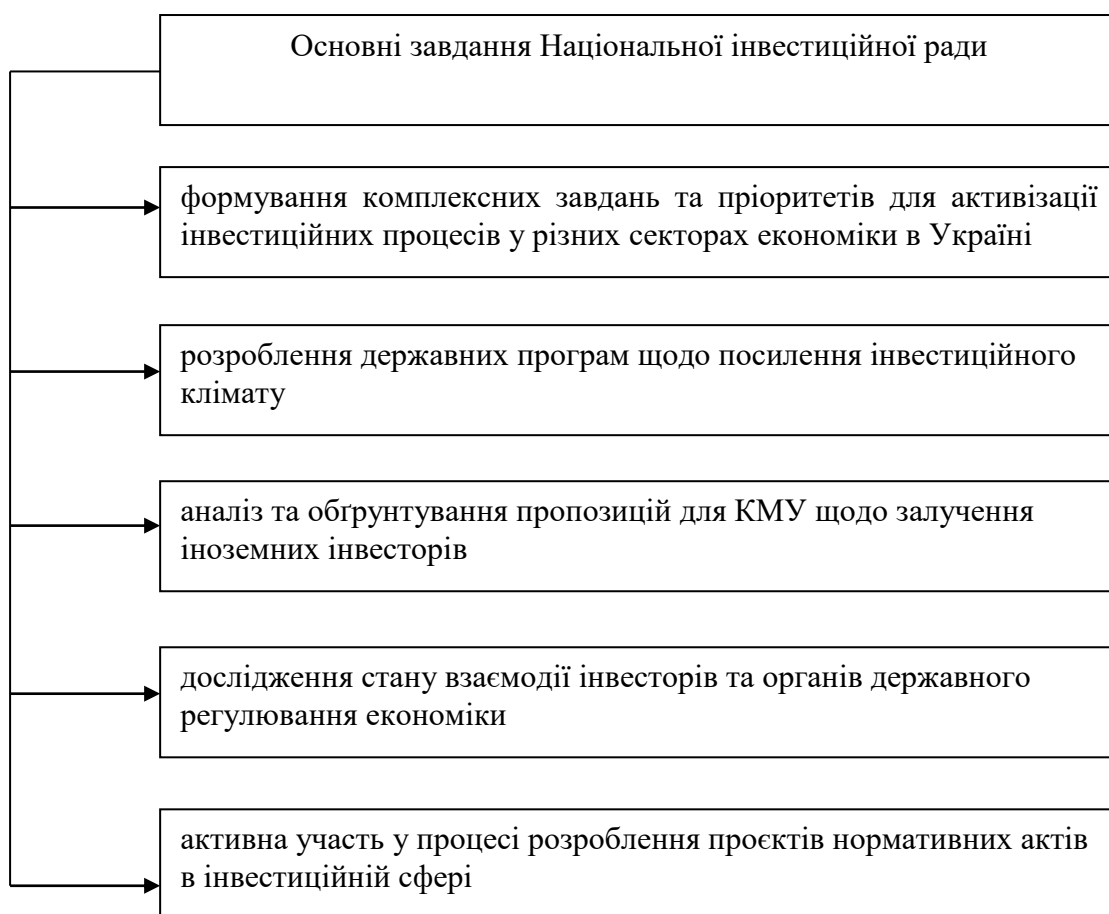 Основні завдання Національної інвестиційної ради
формування комплексних завдань та пріоритетів для активізації
інвестиційних процесів у різних секторах економіки в Україні
розроблення державних програм щодо посилення інвестиційного
клімату
аналіз та обґрунтування пропозицій для КМУ щодо залучення
іноземних інвесторів
дослідження стану взаємодії інвесторів та органів державного
регулювання економіки
активна участь у процесі розроблення проєктів нормативних актів
в інвестиційній сфері